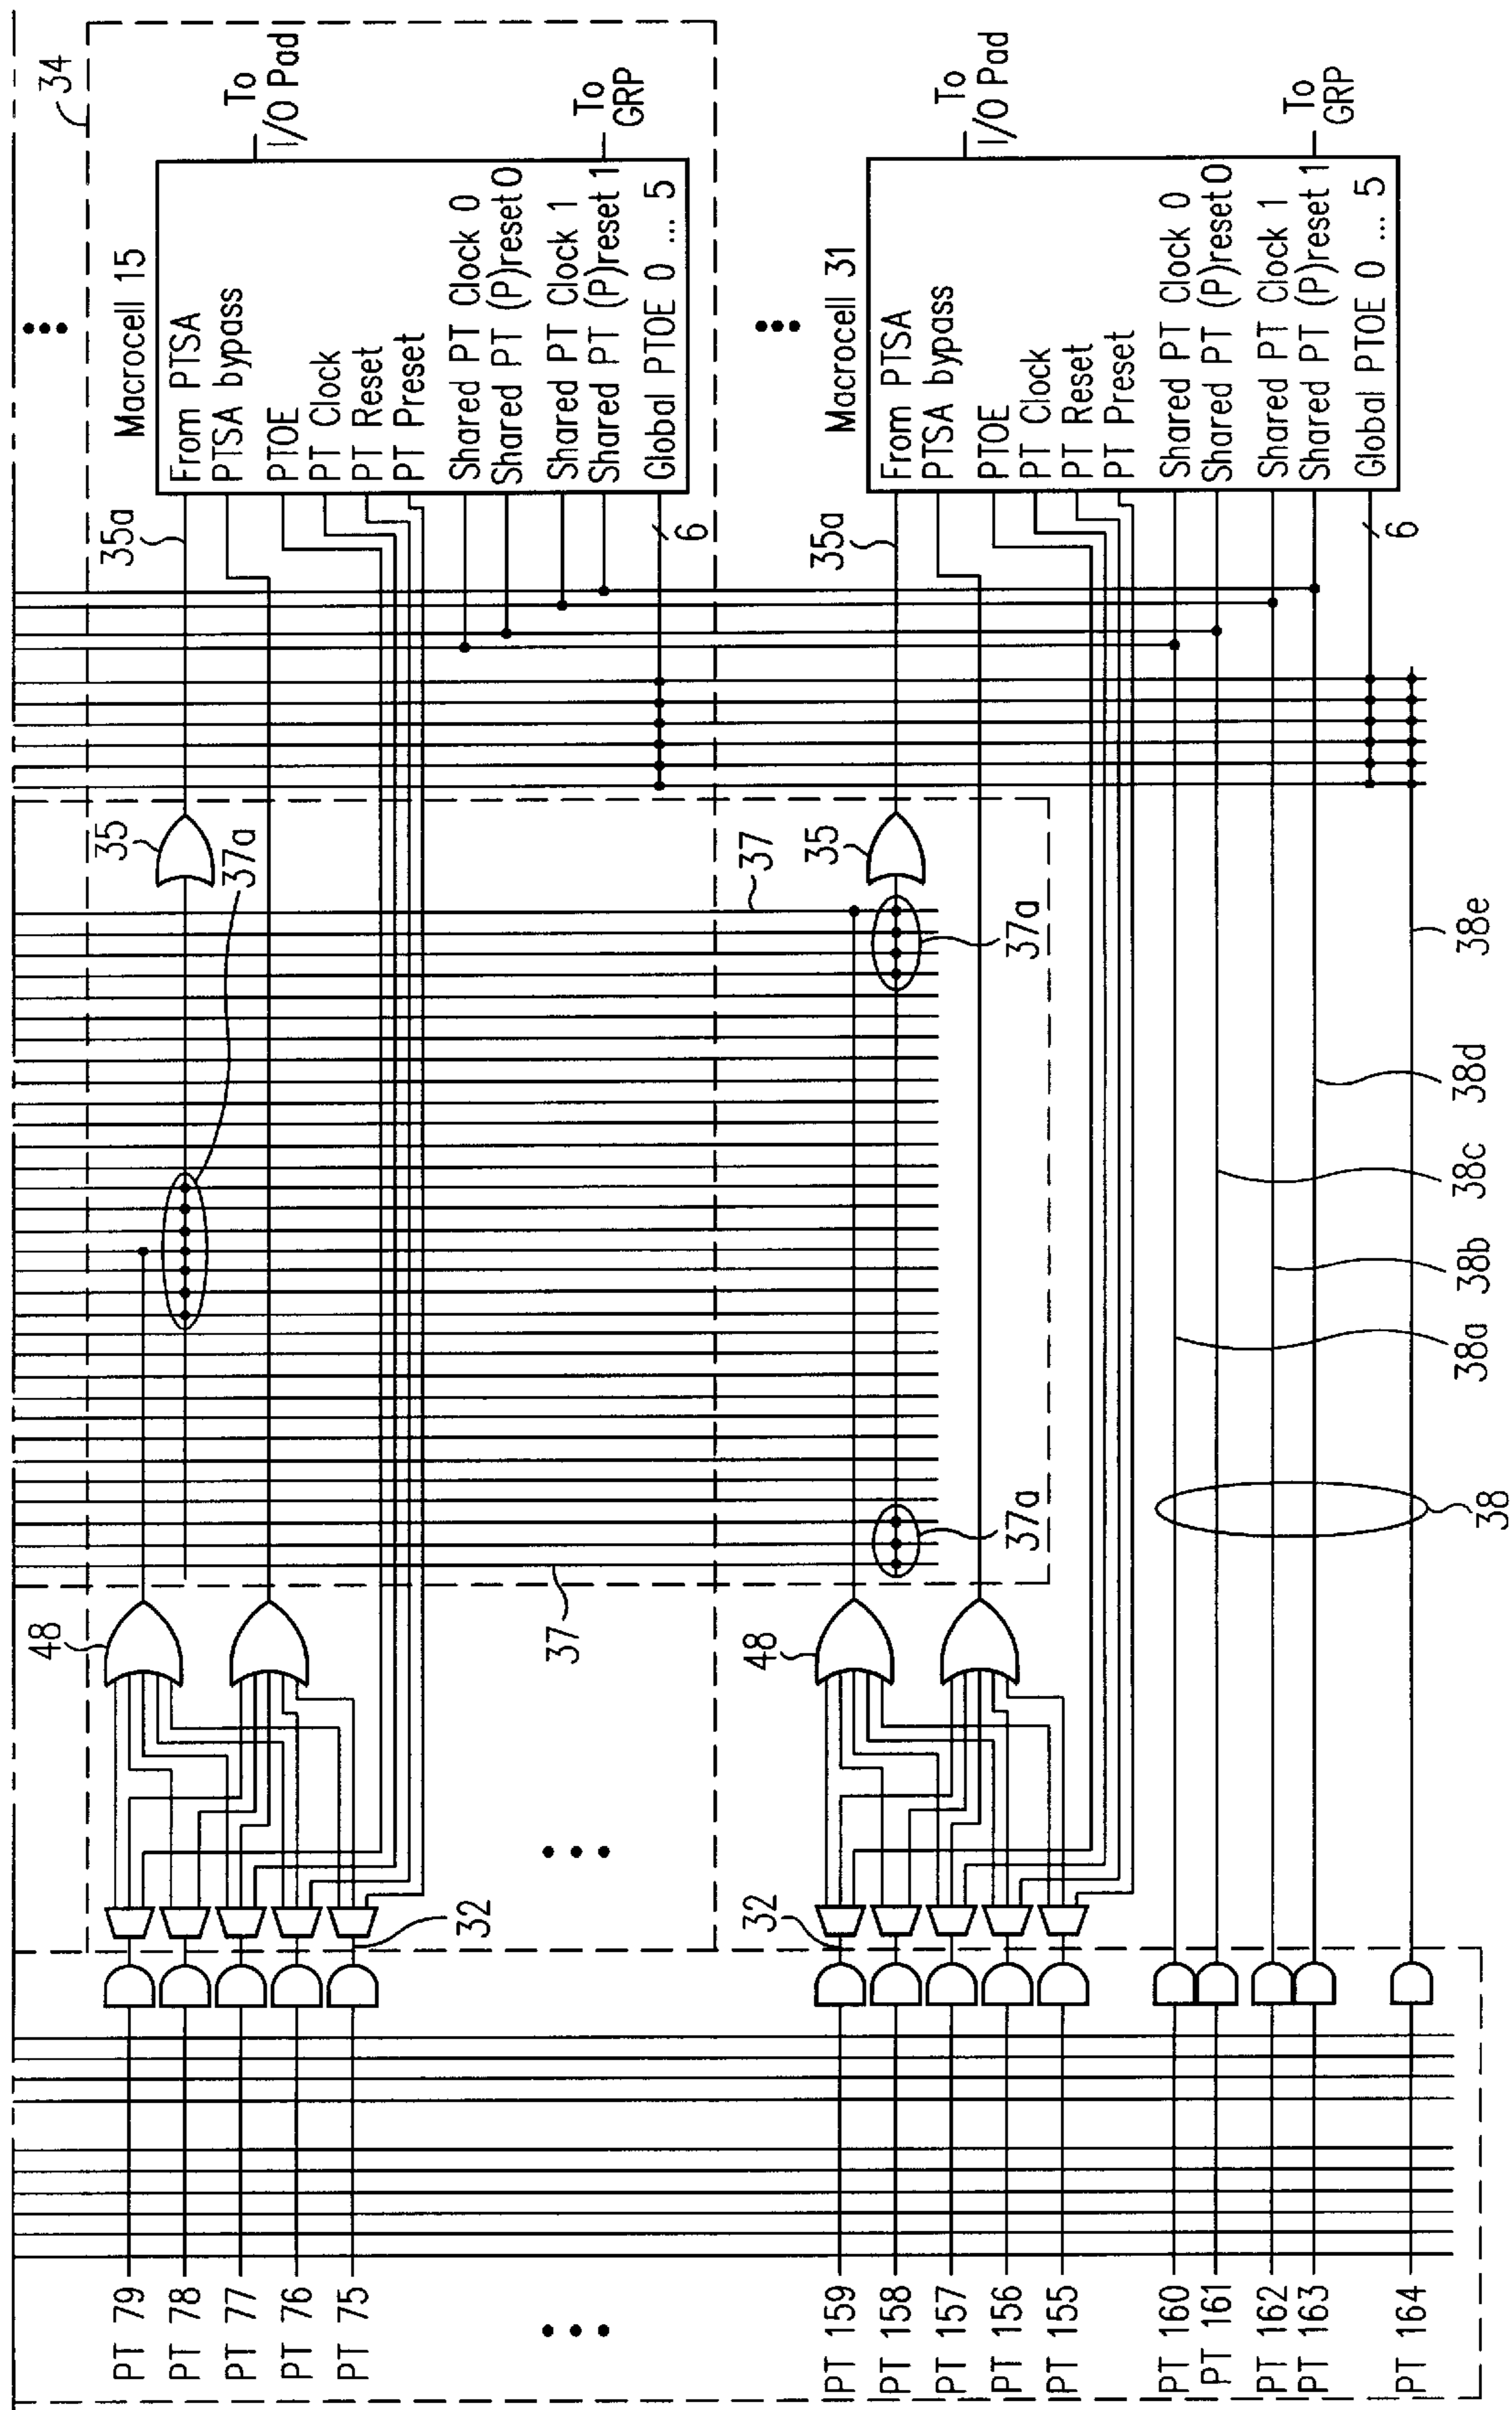 34
Macrocell 15
35a
From PTSA
PTSA bypass
PTOE
PT Clock
PT Reset
PT Preset
Shared PT Clock 0
Shared PT (P)reset 0
Shared PT Clock 1
Shared PT (P)reset 1
Global PTOE 0 ... 5
To
I/O Pad
To
GRP
6
35
37a
48
37
32
PT 79
PT 78
PT 77
PT 76
PT 75
Macrocell 31
35a
From PTSA
PTSA bypass
PTOE
PT Clock
PT Reset
PT Preset
Shared PT Clock 0
Shared PT (P)reset 0
Shared PT Clock 1
Shared PT (P)reset 1
Global PTOE 0 ... 5
To
I/O Pad
To
GRP
6
35
37
37a
37a
48
32
PT 159
PT 158
PT 157
PT 156
PT 155
PT 160
PT 161
PT 162
PT 163
PT 164
38e
38d
38c
38b
38a
38